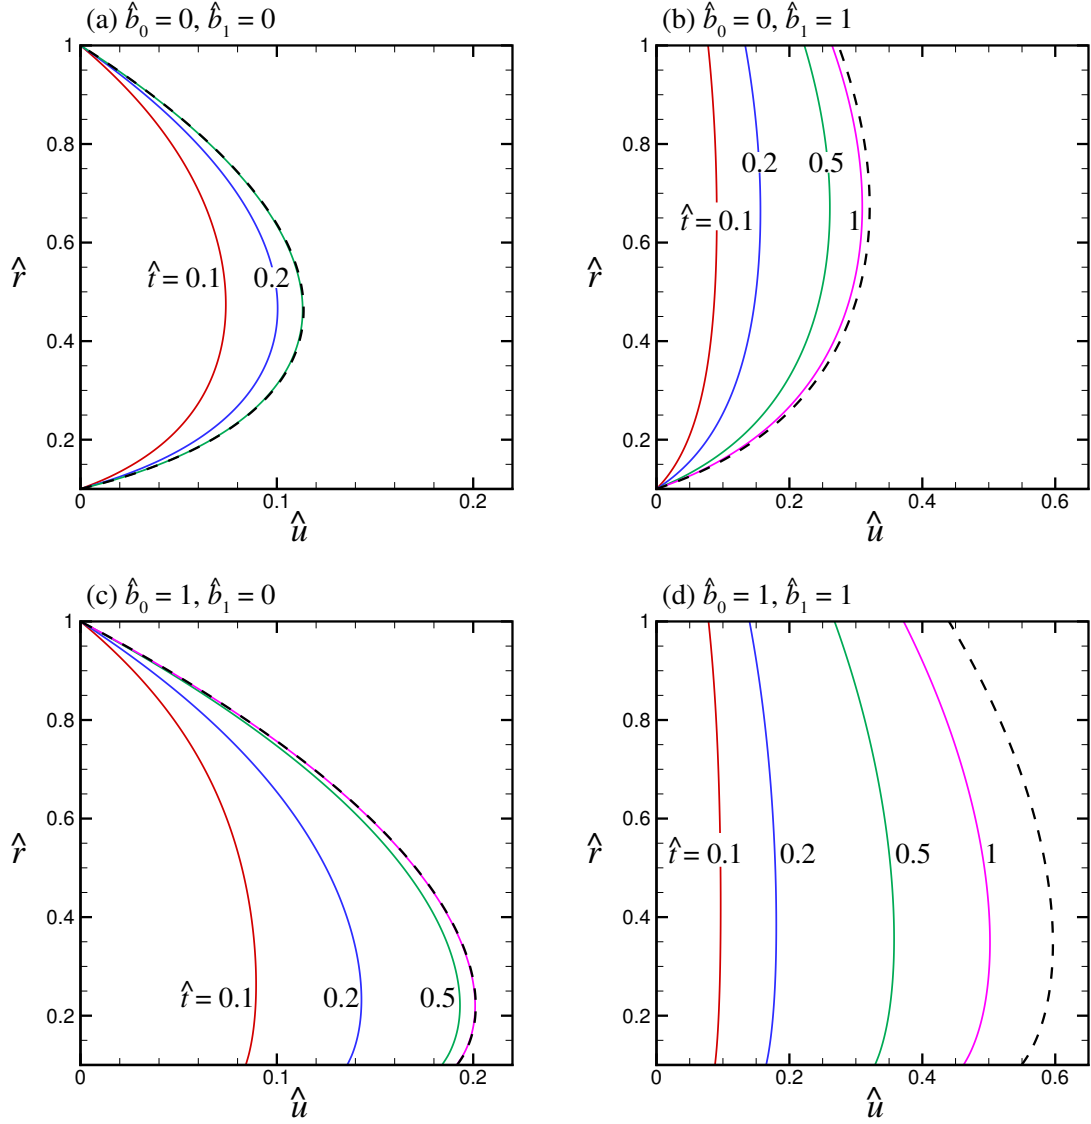 (a) b̂₀ = 0, b̂₁ = 0
1
0.8
0.6
0.4
0.2
r̂
t̂ = 0.1
0.2
0
0.1
0.2
û
(b) b̂₀ = 0, b̂₁ = 1
1
0.8
0.6
0.4
0.2
r̂
t̂ = 0.1
0.2
0.5
1
0
0.2
0.4
0.6
û
(c) b̂₀ = 1, b̂₁ = 0
1
0.8
0.6
0.4
0.2
r̂
t̂ = 0.1
0.2
0.5
0
0.1
0.2
û
(d) b̂₀ = 1, b̂₁ = 1
1
0.8
0.6
0.4
0.2
r̂
t̂ = 0.1
0.2
0.5
1
0
0.2
0.4
0.6
û